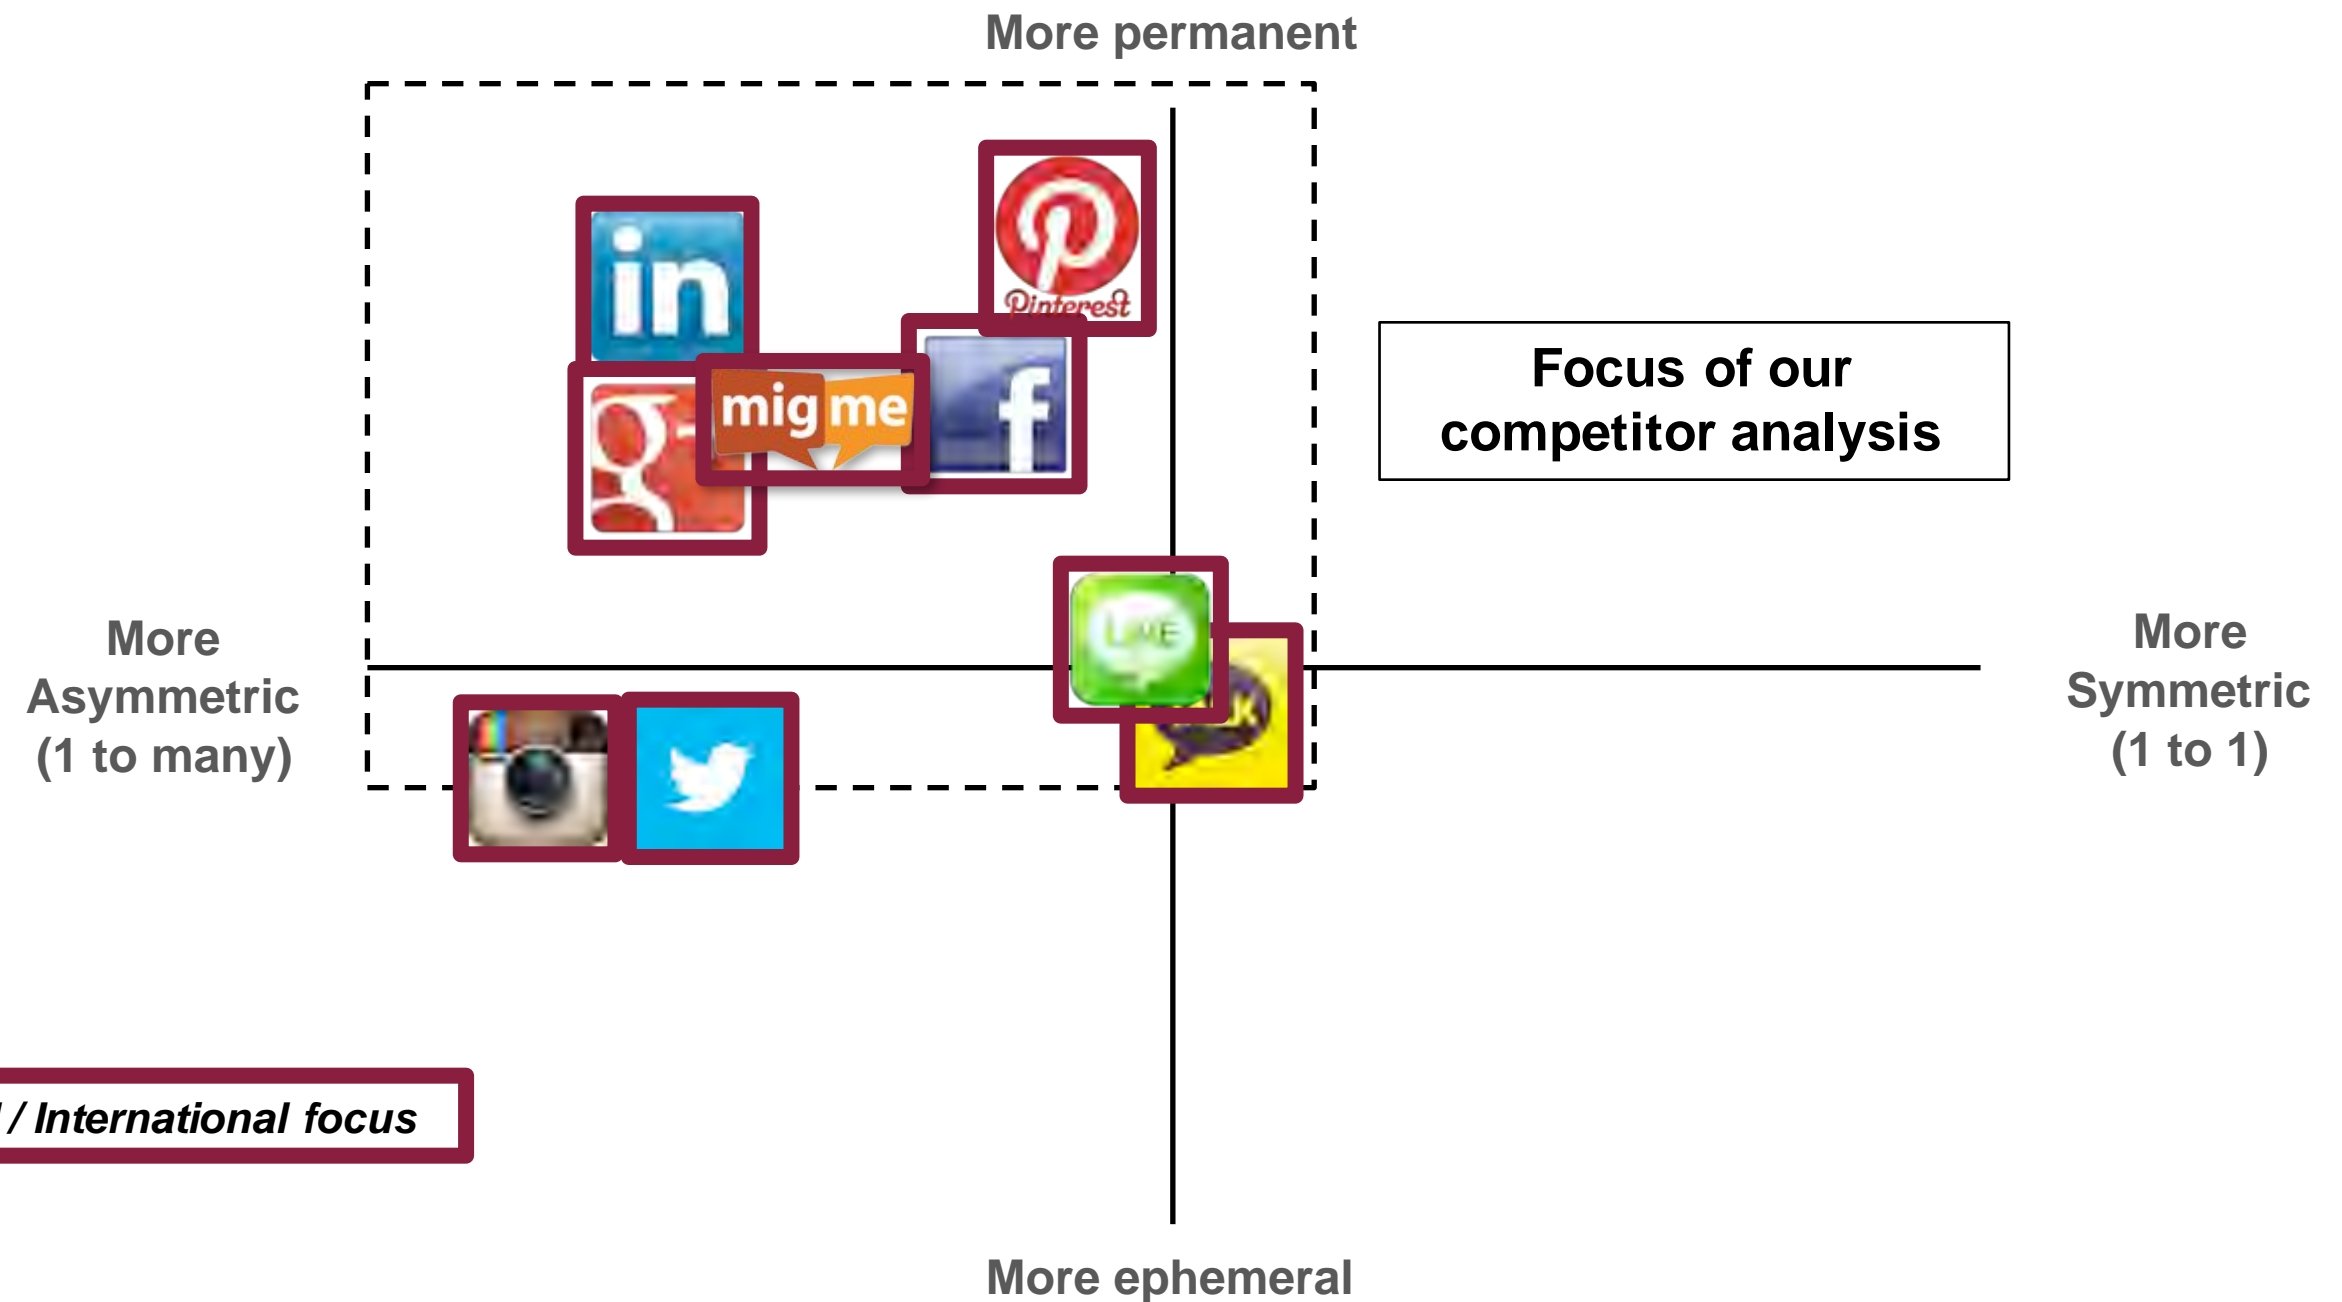 More permanent
in
Pinterest
mig me
f
g+
Focus of our
competitor analysis
LINE
More
Asymmetric
(1 to many)
More
Symmetric
(1 to 1)
/ International focus
More ephemeral